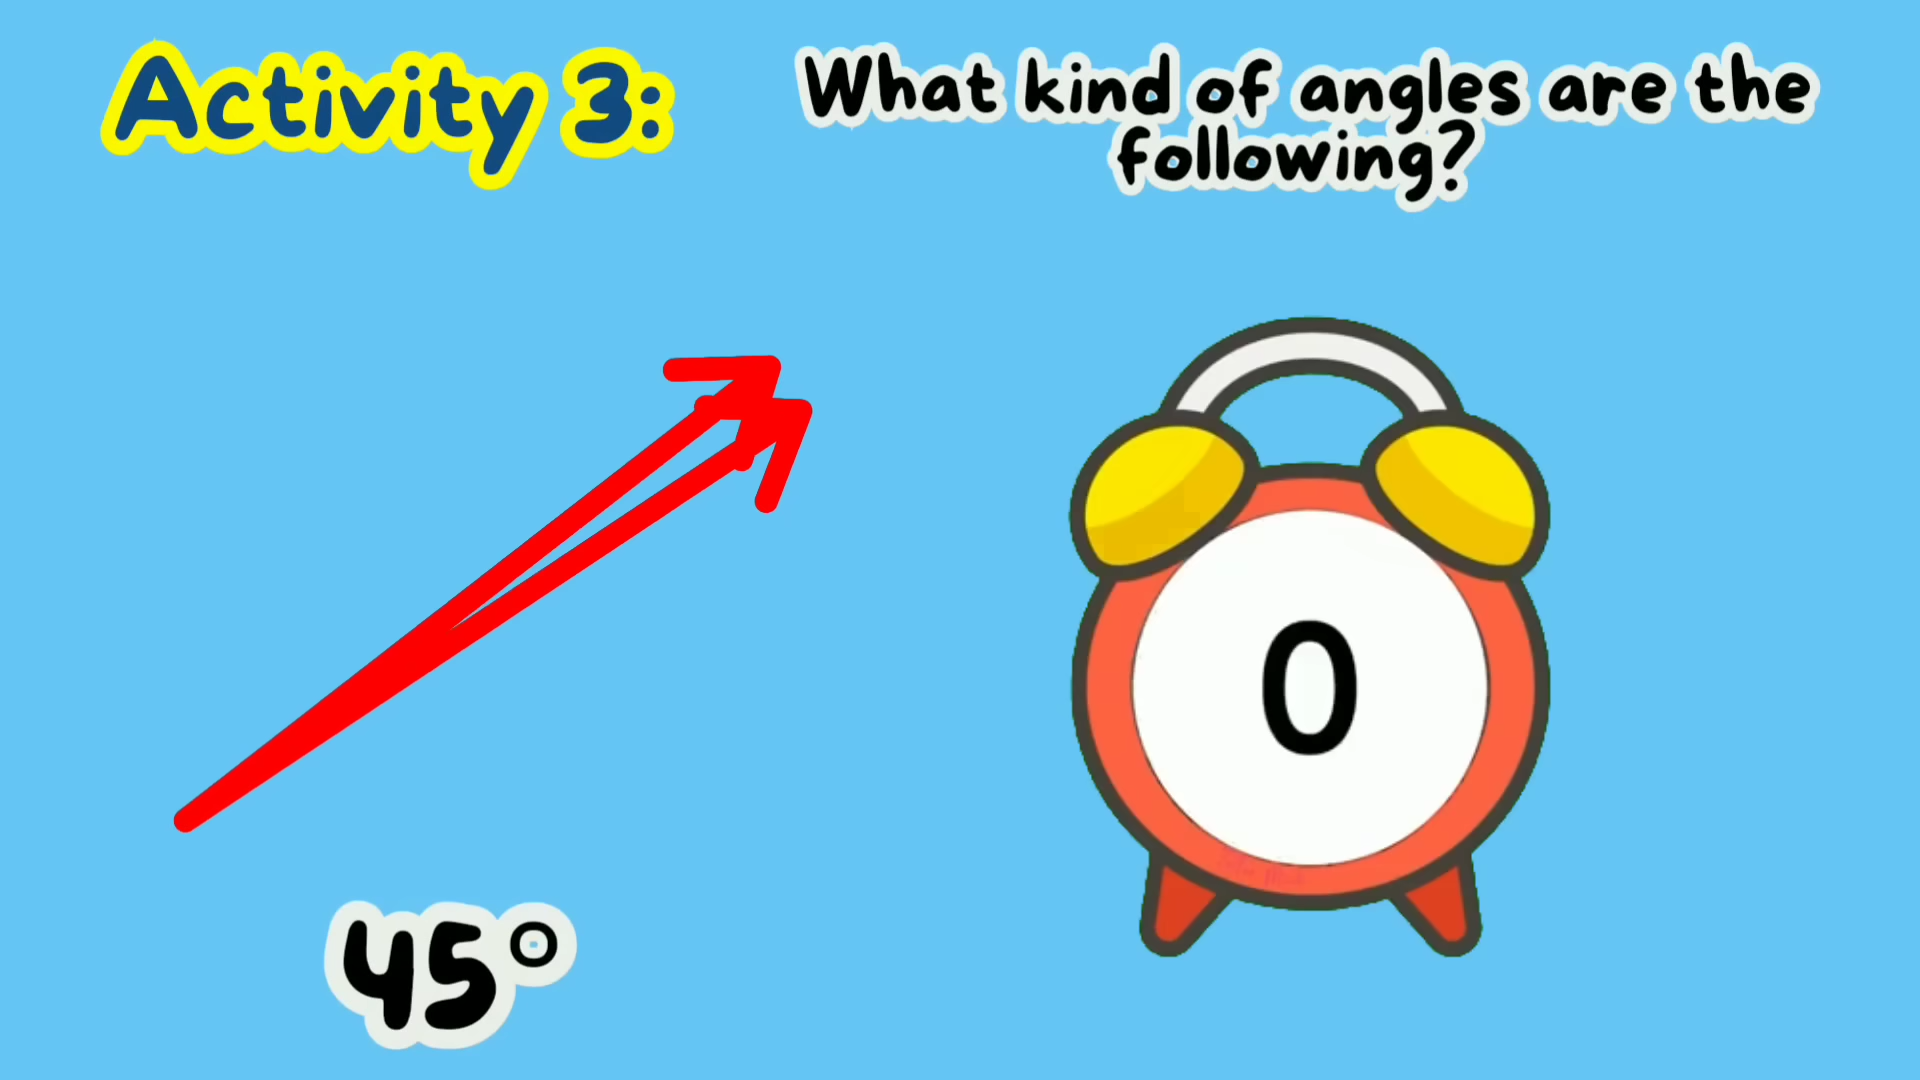 Activity 3:
What kind of angles are the
following?
0
45°